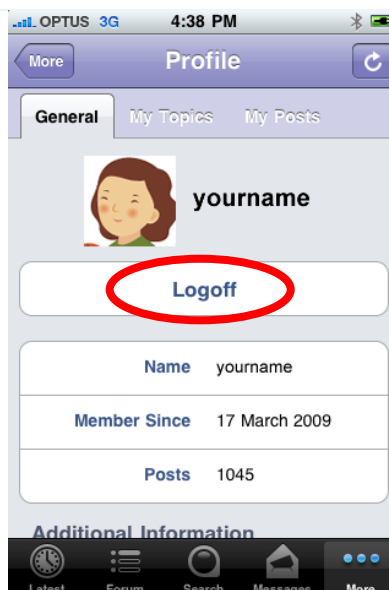 OPTUS 3G 4:38 PM
More Profile
General My Topics My Posts
yourname
Logoff
Name yourname
Member Since 17 March 2009
Posts 1045
Additional Information
Latest Forum Search Messages More